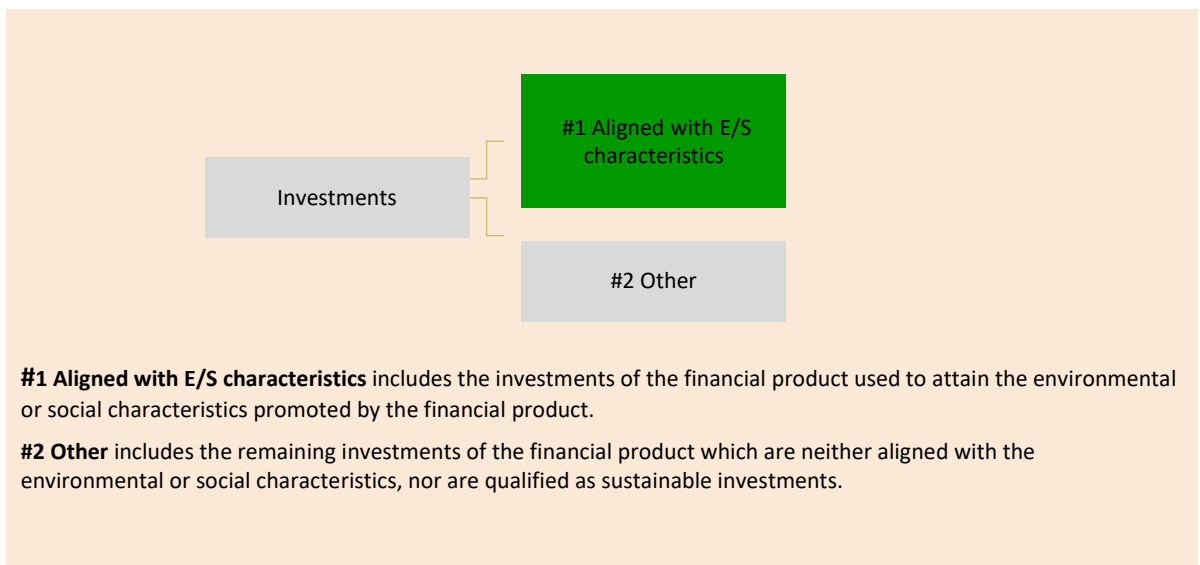 #1 Aligned with E/S
characteristics
Investments
#2 Other
#1 Aligned with E/S characteristics includes the investments of the financial product used to attain the environmental
or social characteristics promoted by the financial product.
#2 Other includes the remaining investments of the financial product which are neither aligned with the
environmental or social characteristics, nor are qualified as sustainable investments.